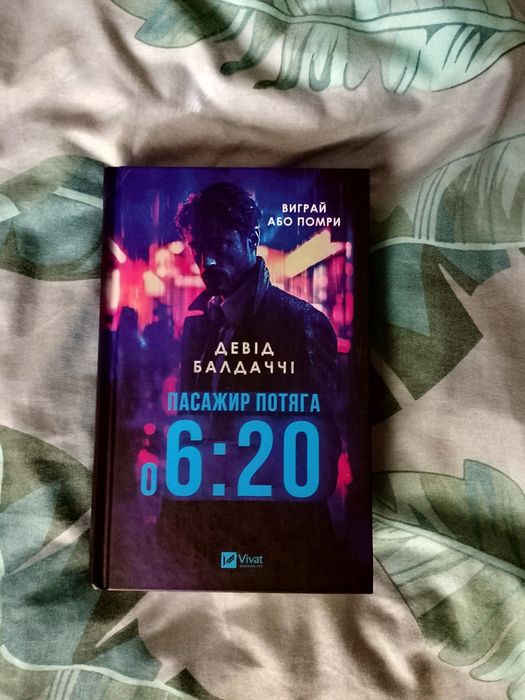 ВИГРАЙ
АБО ПОМРИ
ДЕВІД
БАЛДАЧЧІ
ПАСАЖИР ПОТЯГА
О 6:20
Vivat